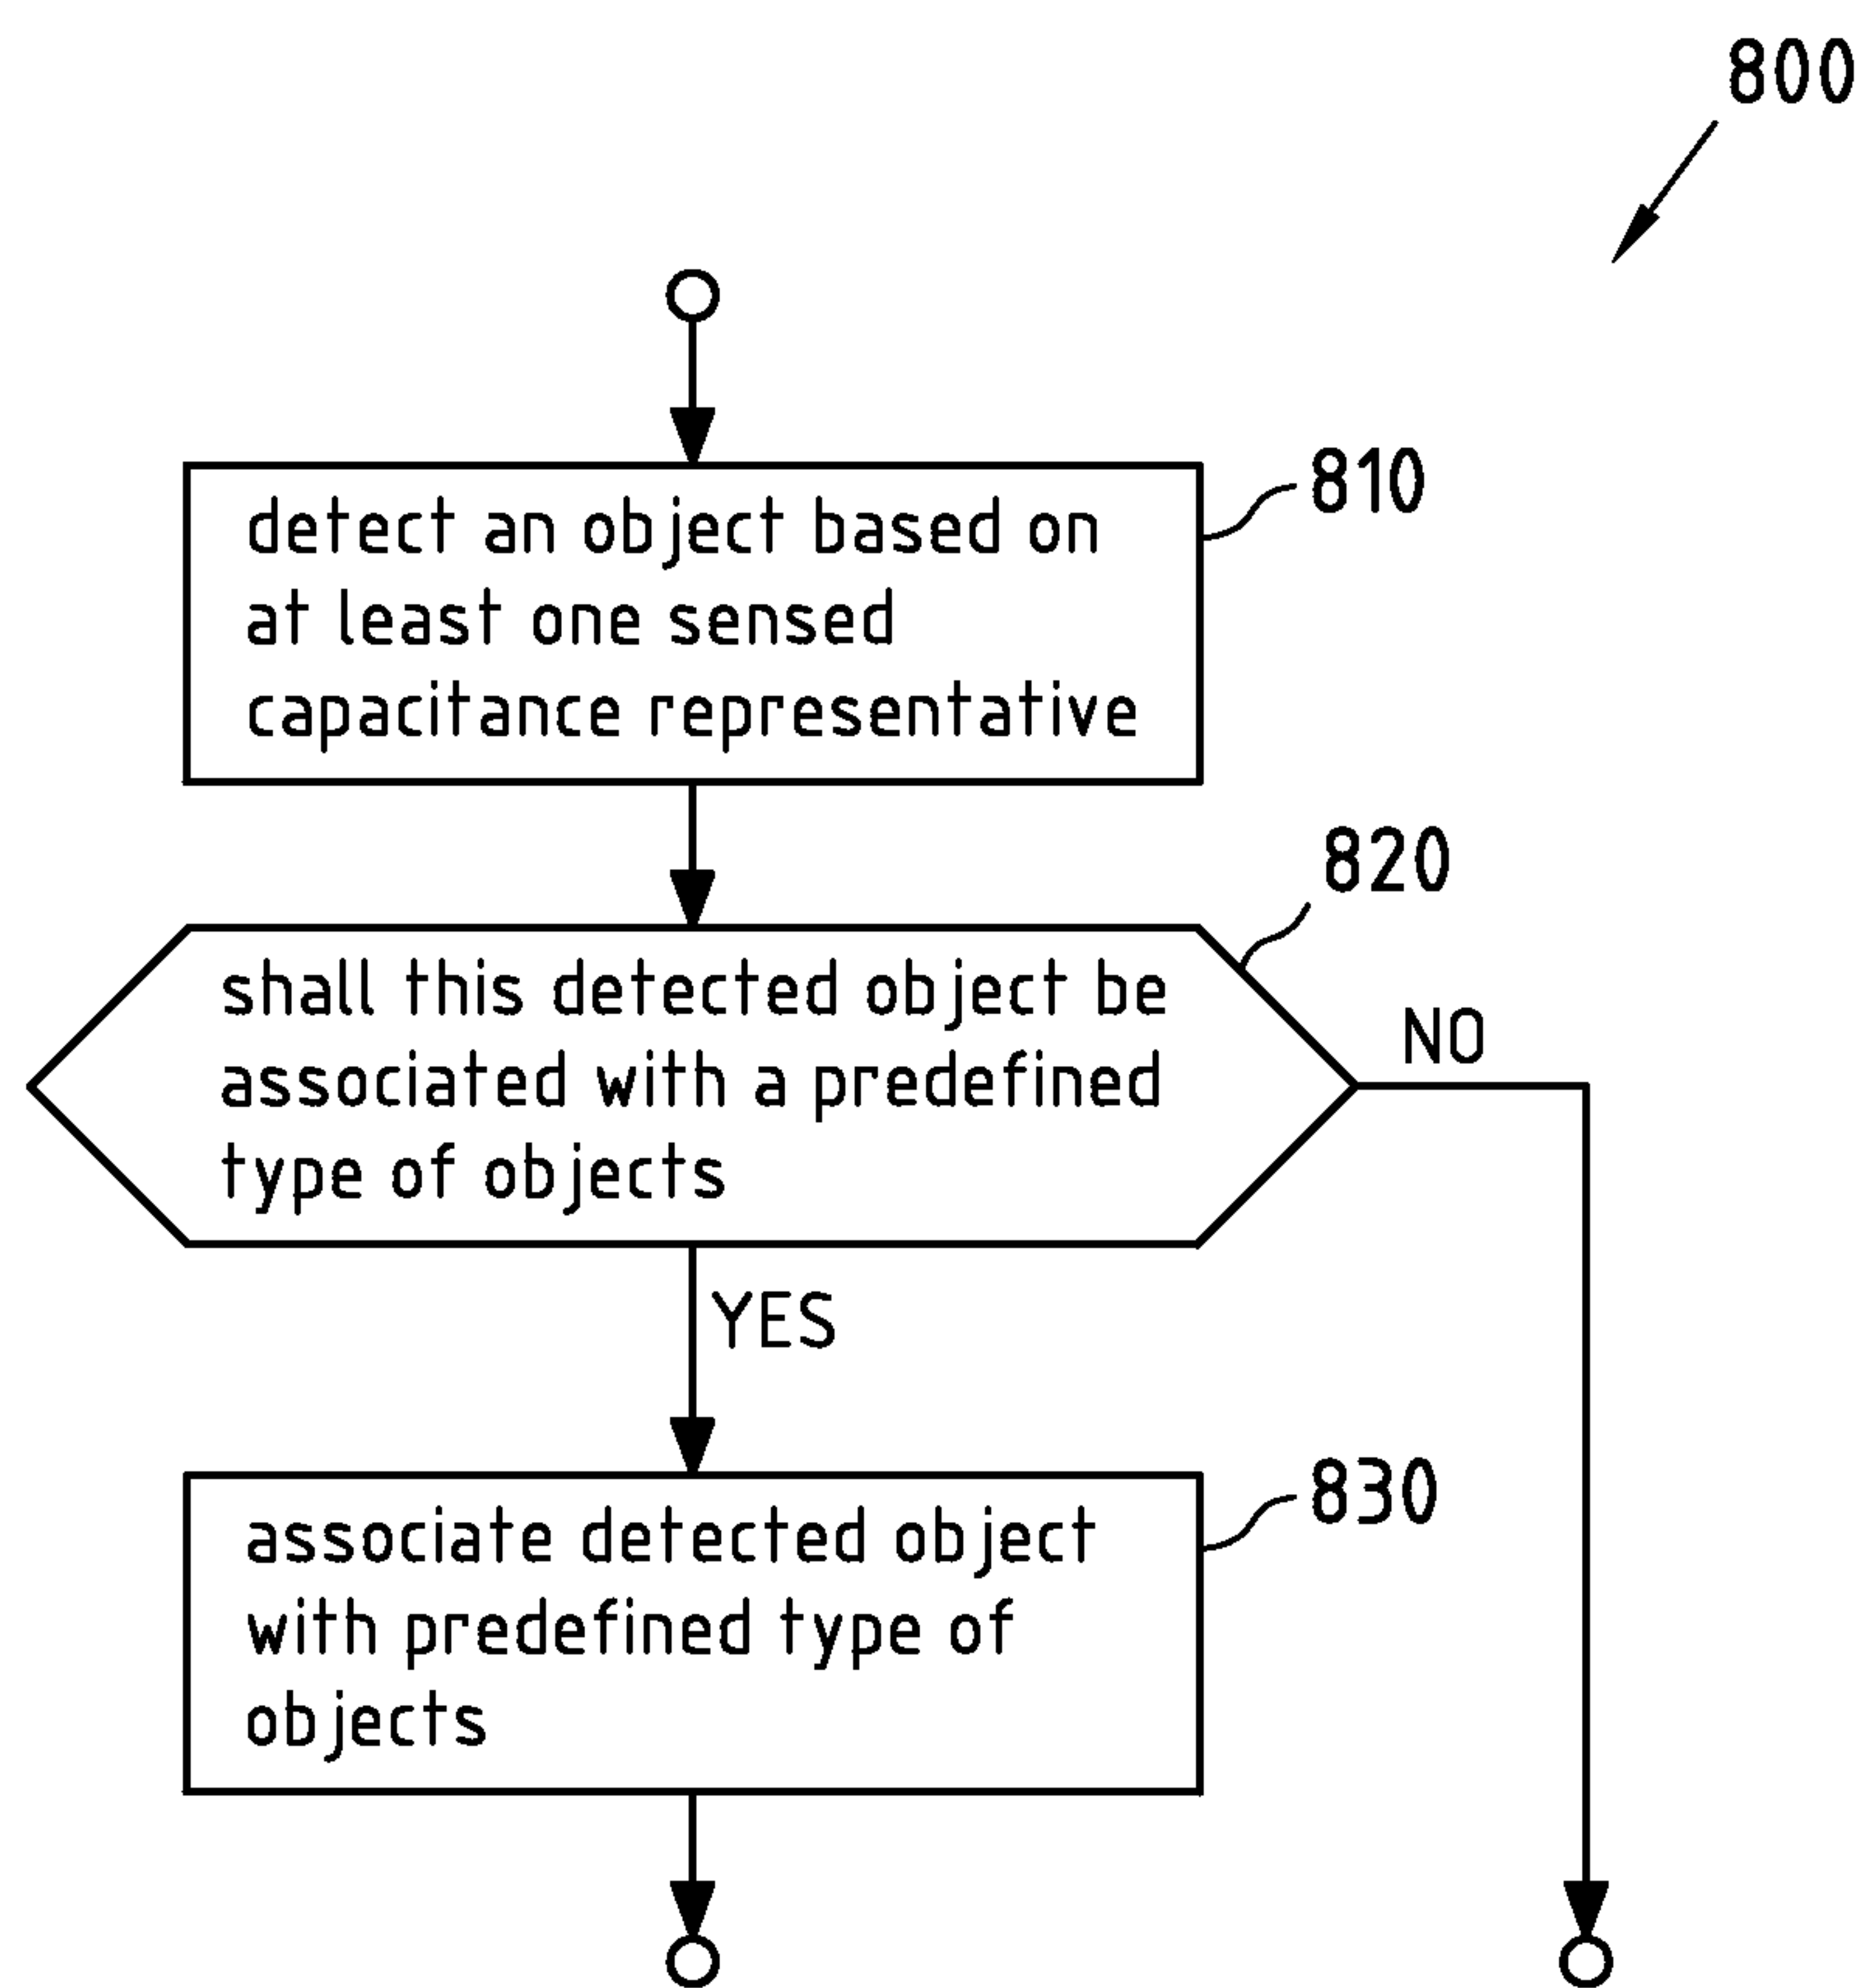 800
detect an object based on
at least one sensed
capacitance representative
810
820
shall this detected object be
associated with a predefined
type of objects
NO
YES
associate detected object
with predefined type of
objects
830